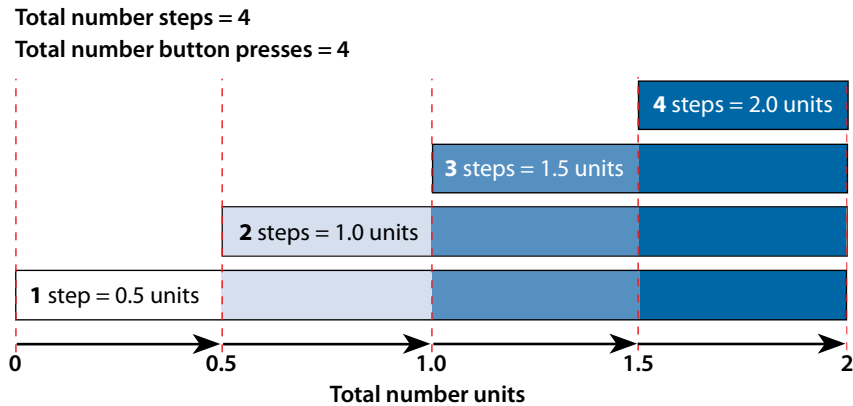 Total number steps = 4
Total number button presses = 4
4 steps = 2.0 units
3 steps = 1.5 units
2 steps = 1.0 units
1 step = 0.5 units
0 0.5 1.0 1.5 2
Total number units